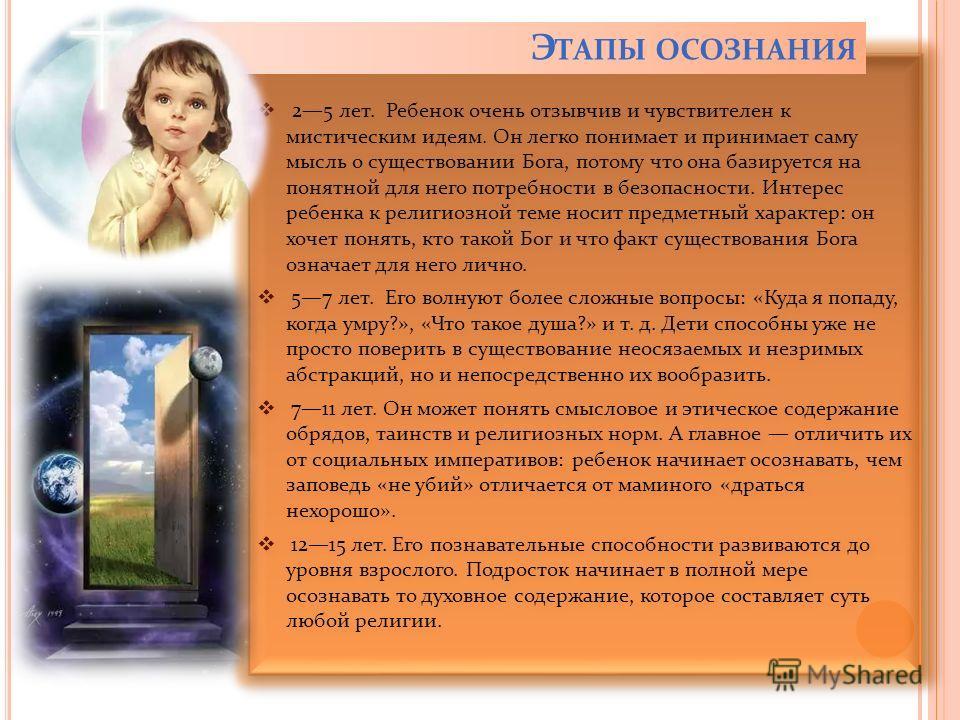 Этапы осознания
❖ 2—5 лет. Ребенок очень отзывчив и чувствителен к
мистическим идеям. Он легко понимает и принимает саму
мысль о существовании Бога, потому что она базируется на
понятной для него потребности в безопасности. Интерес
ребенка к религиозной теме носит предметный характер: он
хочет понять, кто такой Бог и что факт существования Бога
означает для него лично.
❖ 5—7 лет. Его волнуют более сложные вопросы: «Куда я попаду,
когда умру?», «Что такое душа?» и т. д. Дети способны уже не
просто поверить в существование неосязаемых и незримых
абстракций, но и непосредственно их вообразить.
❖ 7—11 лет. Он может понять смысловое и этическое содержание
обрядов, таинств и религиозных норм. А главное — отличить их
от социальных императивов: ребенок начинает осознавать, чем
заповедь «не убий» отличается от маминого «драться
нехорошо».
❖ 12—15 лет. Его познавательные способности развиваются до
уровня взрослого. Подросток начинает в полной мере
осознавать то духовное содержание, которое составляет суть
любой религии.
MyShared